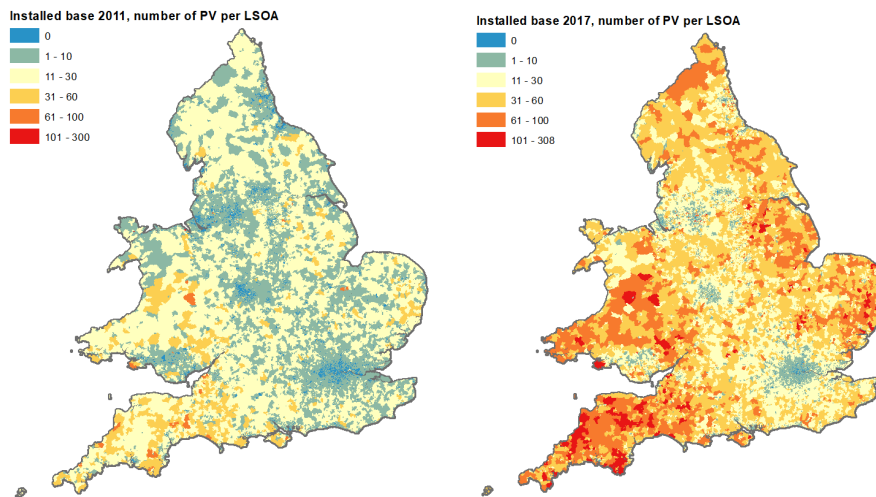 Installed base 2011, number of PV per LSOA
0
1 - 10
11 - 30
31 - 60
61 - 100
101 - 300
Installed base 2017, number of PV per LSOA
0
1 - 10
11 - 30
31 - 60
61 - 100
101 - 308